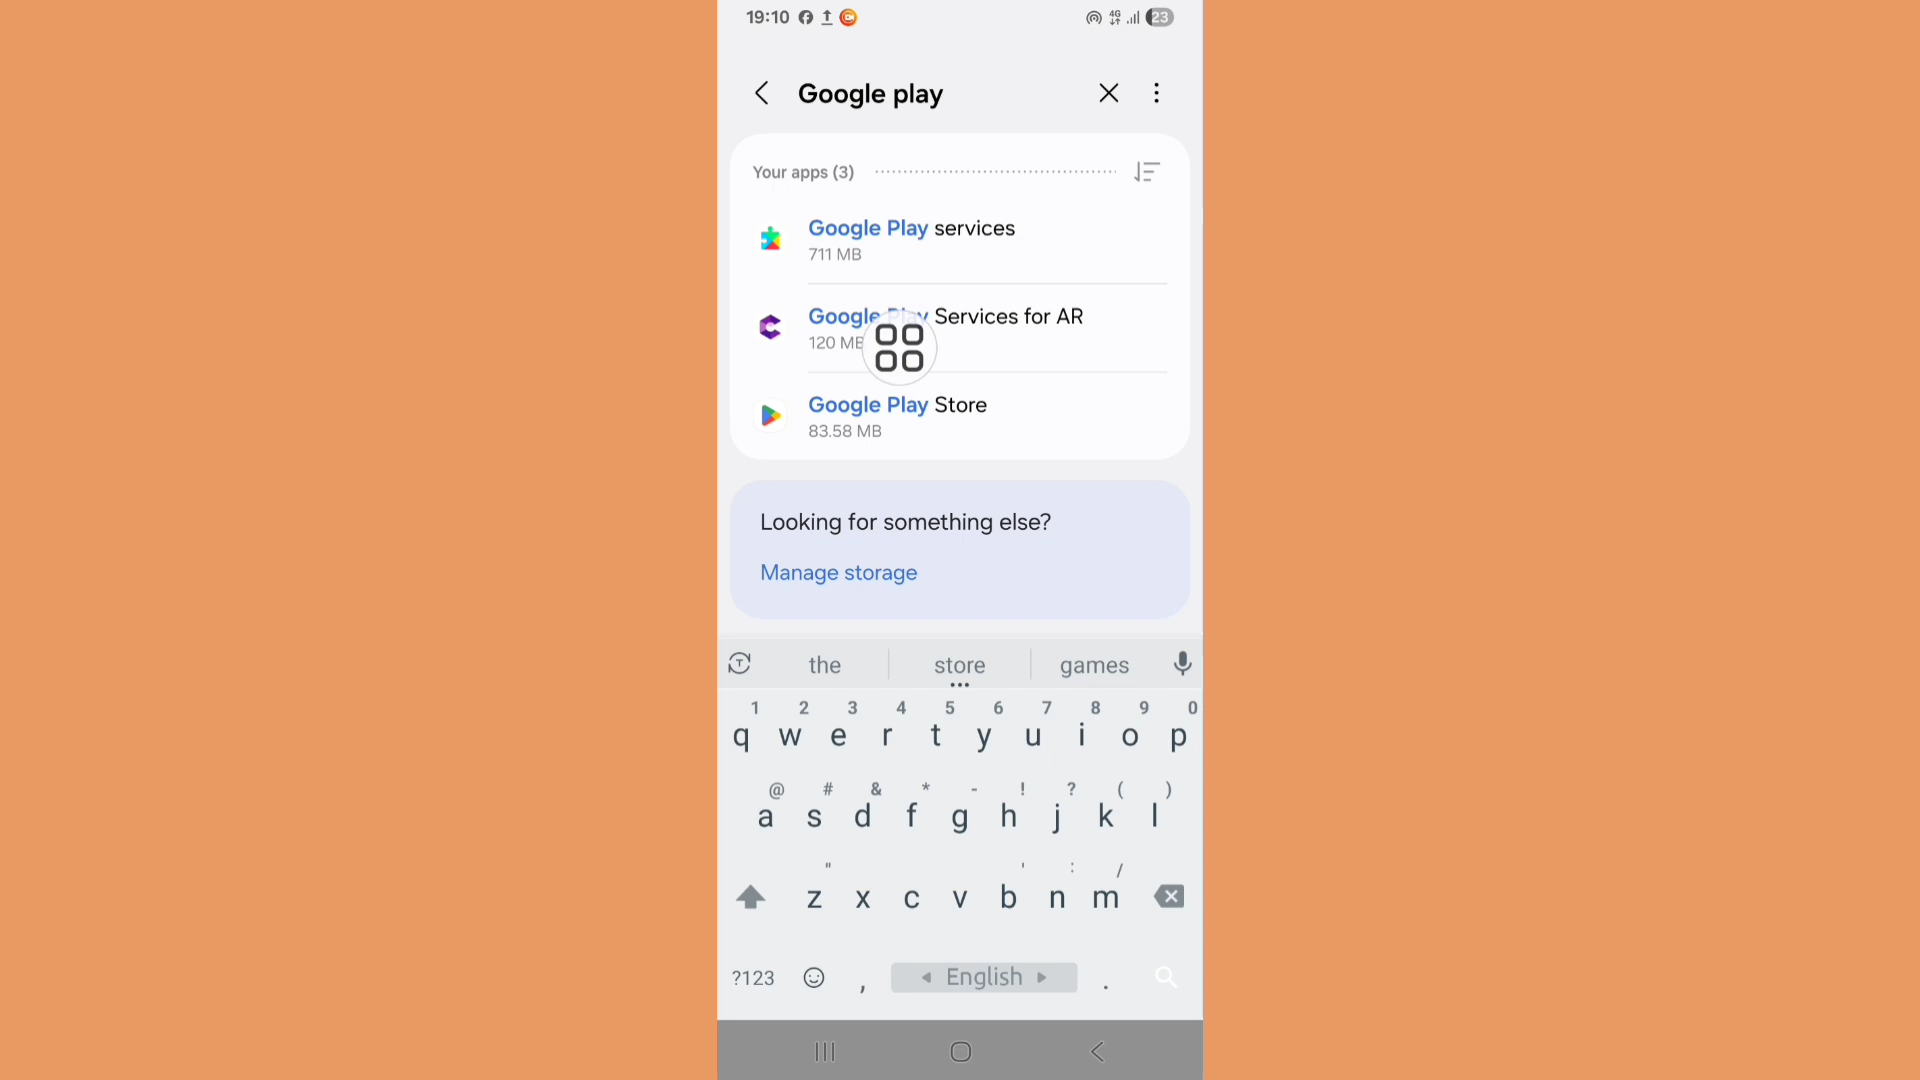 19:10 4G 23
Google play
Your apps (3)
Google Play services
711 MB
Google Play Services for AR
120 MB
Google Play Store
83.58 MB
Looking for something else?
Manage storage
T the store games
1 2 3 4 5 6 7 8 9 0
q w e r t y u i o p
@ # & * - ! ? ( )
a s d f g h j k l
" ' : /
z x c v b n m
?123 , English .